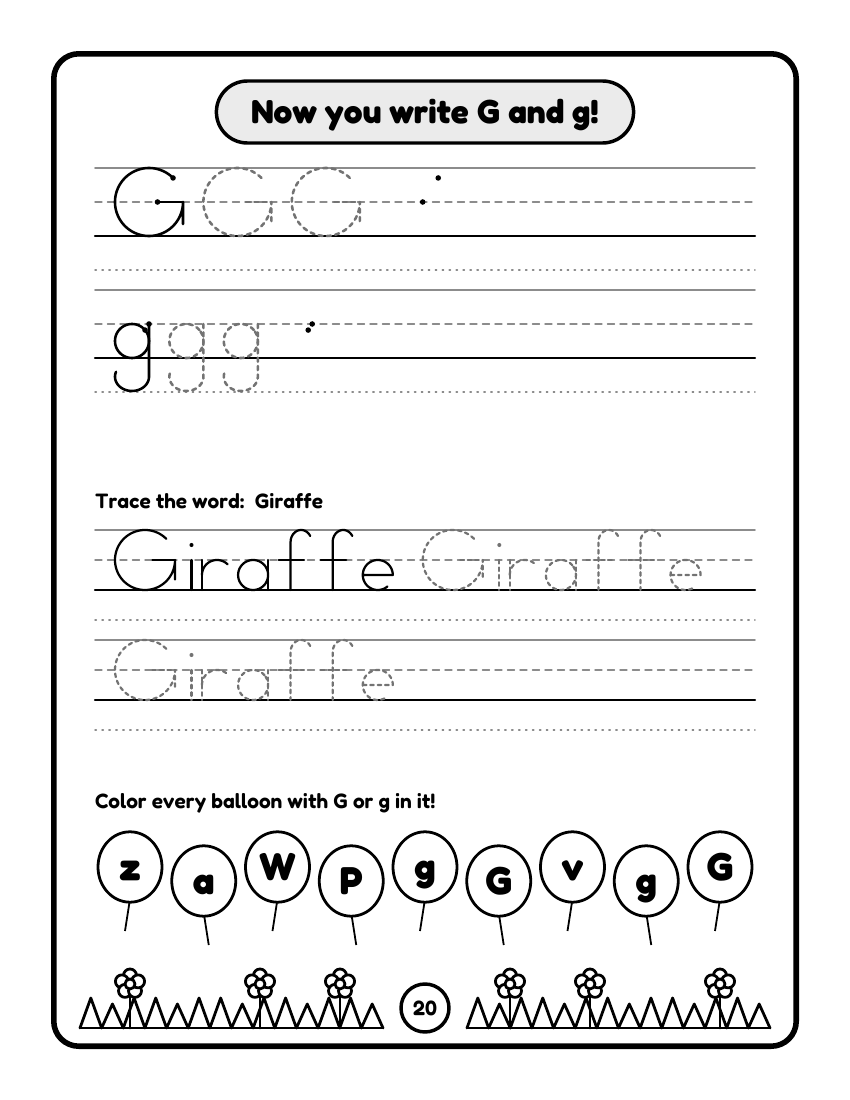 Now you write G and g!
G G G
g g g
Trace the word: Giraffe
Giraffe Giraffe
Giraffe
Color every balloon with G or g in it!
z a W P g G v g G
20